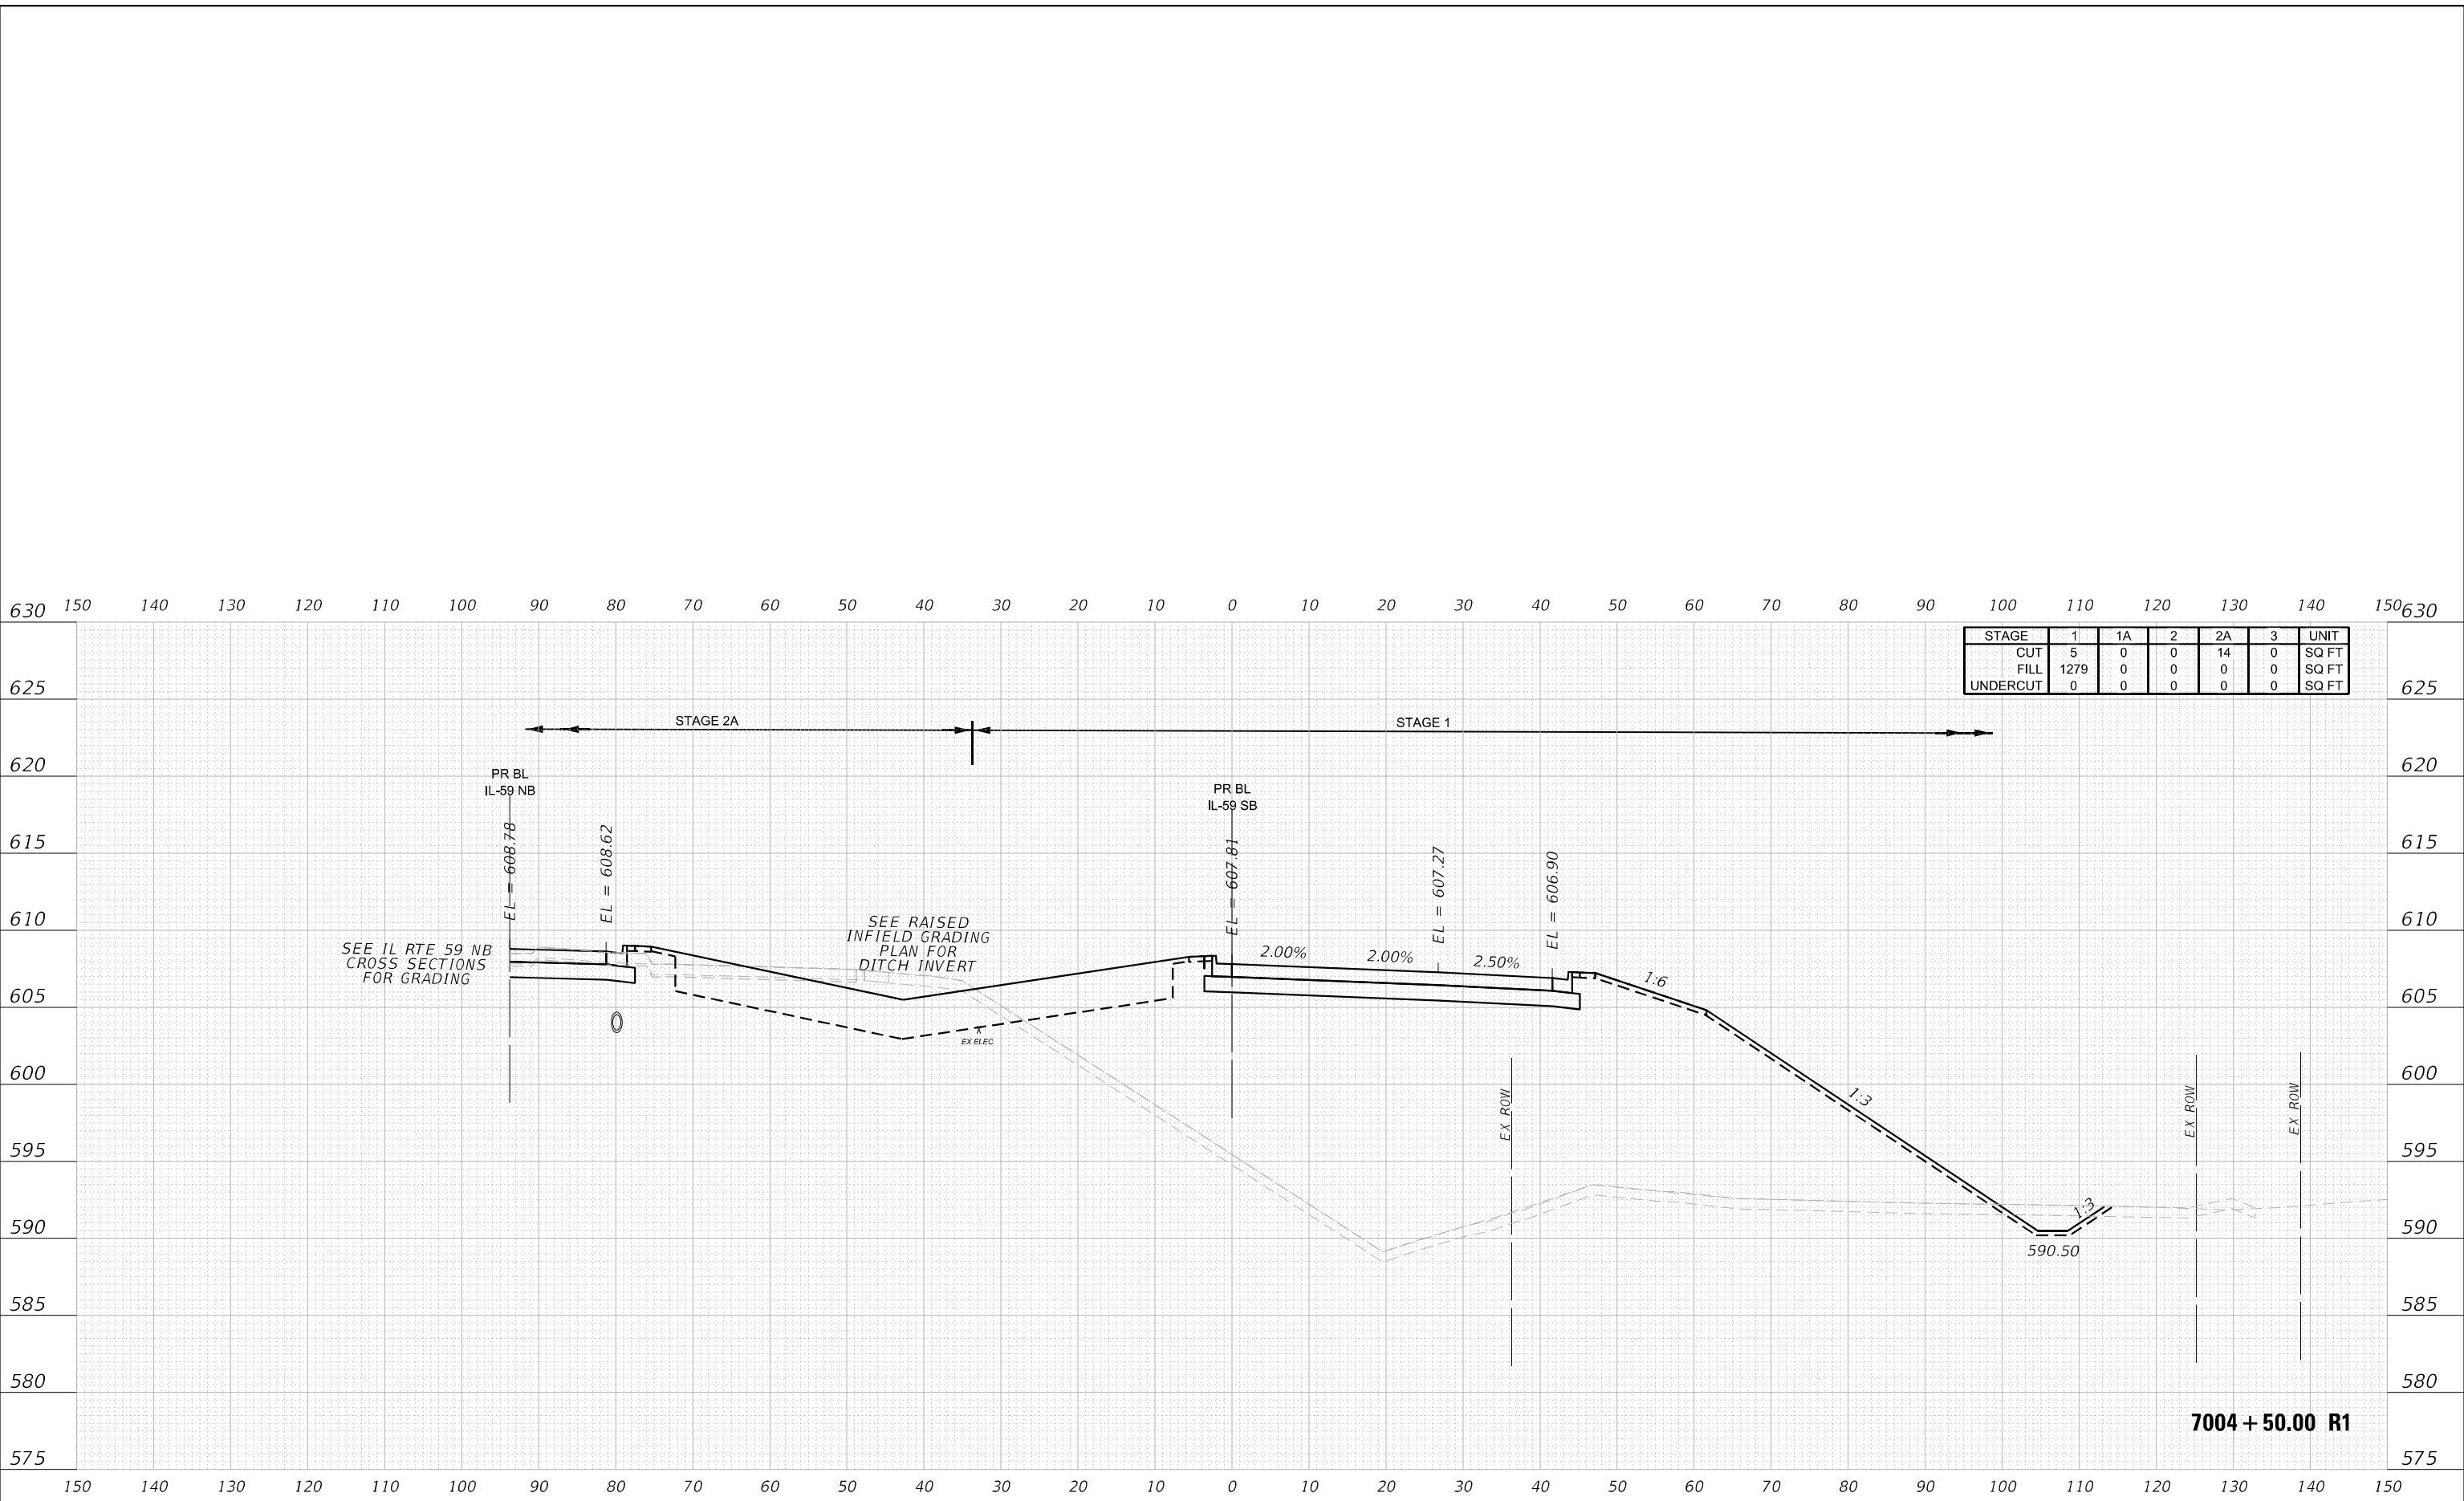 150 140 130 120 110 100 90 80 70 60 50 40 30 20 10 0 10 20 30 40 50 60 70 80 90 100 110 120 130 140 150
630 630
STAGE 1 1A 2 2A 3 UNIT
CUT 5 0 0 14 0 SQ FT
FILL 1279 0 0 0 0 SQ FT
UNDERCUT 0 0 0 0 0 SQ FT
625 625
STAGE 2A
STAGE 1
620 620
PR BL
IL-59 NB
PR BL
IL-59 SB
615 615
EL = 608.78
EL = 608.62
EL = 607.81
EL = 607.27
EL = 606.90
610 610
SEE IL RTE 59 NB
CROSS SECTIONS
FOR GRADING
SEE RAISED
INFIELD GRADING
PLAN FOR
DITCH INVERT
2.00%
2.00%
2.50%
1:6
605 605
X
EX ELEC
600 600
1:3
EX ROW
EX ROW
EX ROW
595 595
1:3
590 590
590.50
585 585
580 580
7004+50.00 R1
575 575
150 140 130 120 110 100 90 80 70 60 50 40 30 20 10 0 10 20 30 40 50 60 70 80 90 100 110 120 130 140 150